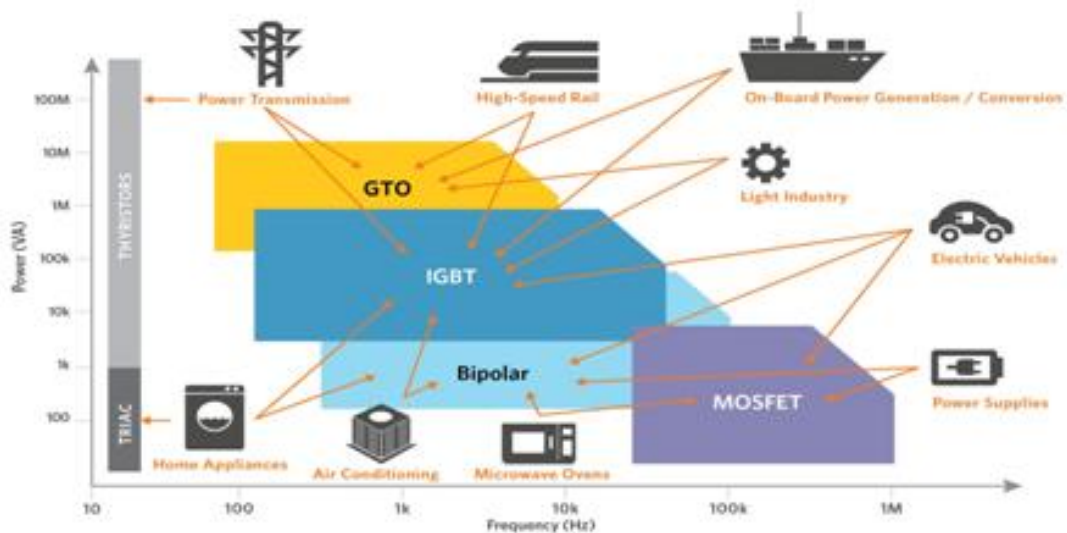 Power Transmission
High-Speed Rail
On-Board Power Generation / Conversion
100M
10M
GTO
Light Industry
1M
THYRISTORS
Power (VA)
100k
IGBT
Electric Vehicles
10k
1k
Bipolar
MOSFET
Power Supplies
100
TRIAC
Home Appliances
Air Conditioning
Microwave Ovens
10
100
1k
10k
100k
1M
Frequency (Hz)